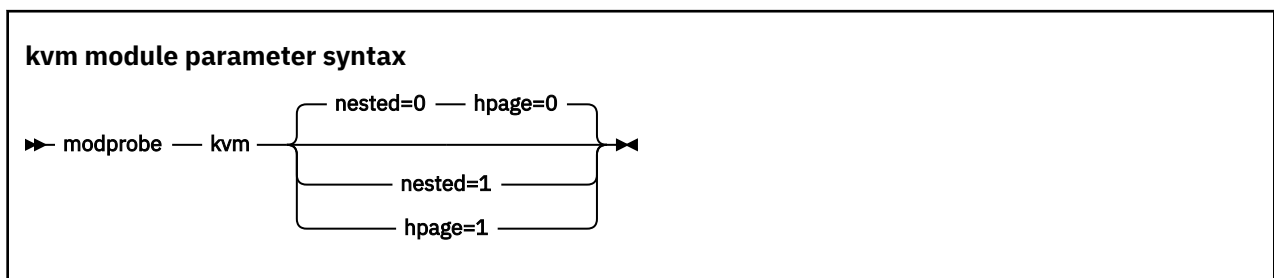 kvm module parameter syntax
nested=0 hpage=0
modprobe kvm
nested=1
hpage=1